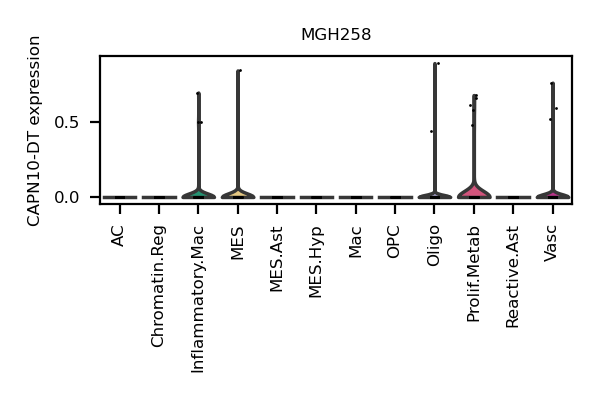 MGH258
CAPN10-DT expression
0.5
0.0
AC
Chromatin.Reg
Inflammatory.Mac
MES
MES.Ast
MES.Hyp
Mac
OPC
Oligo
Prolif.Metab
Reactive.Ast
Vasc